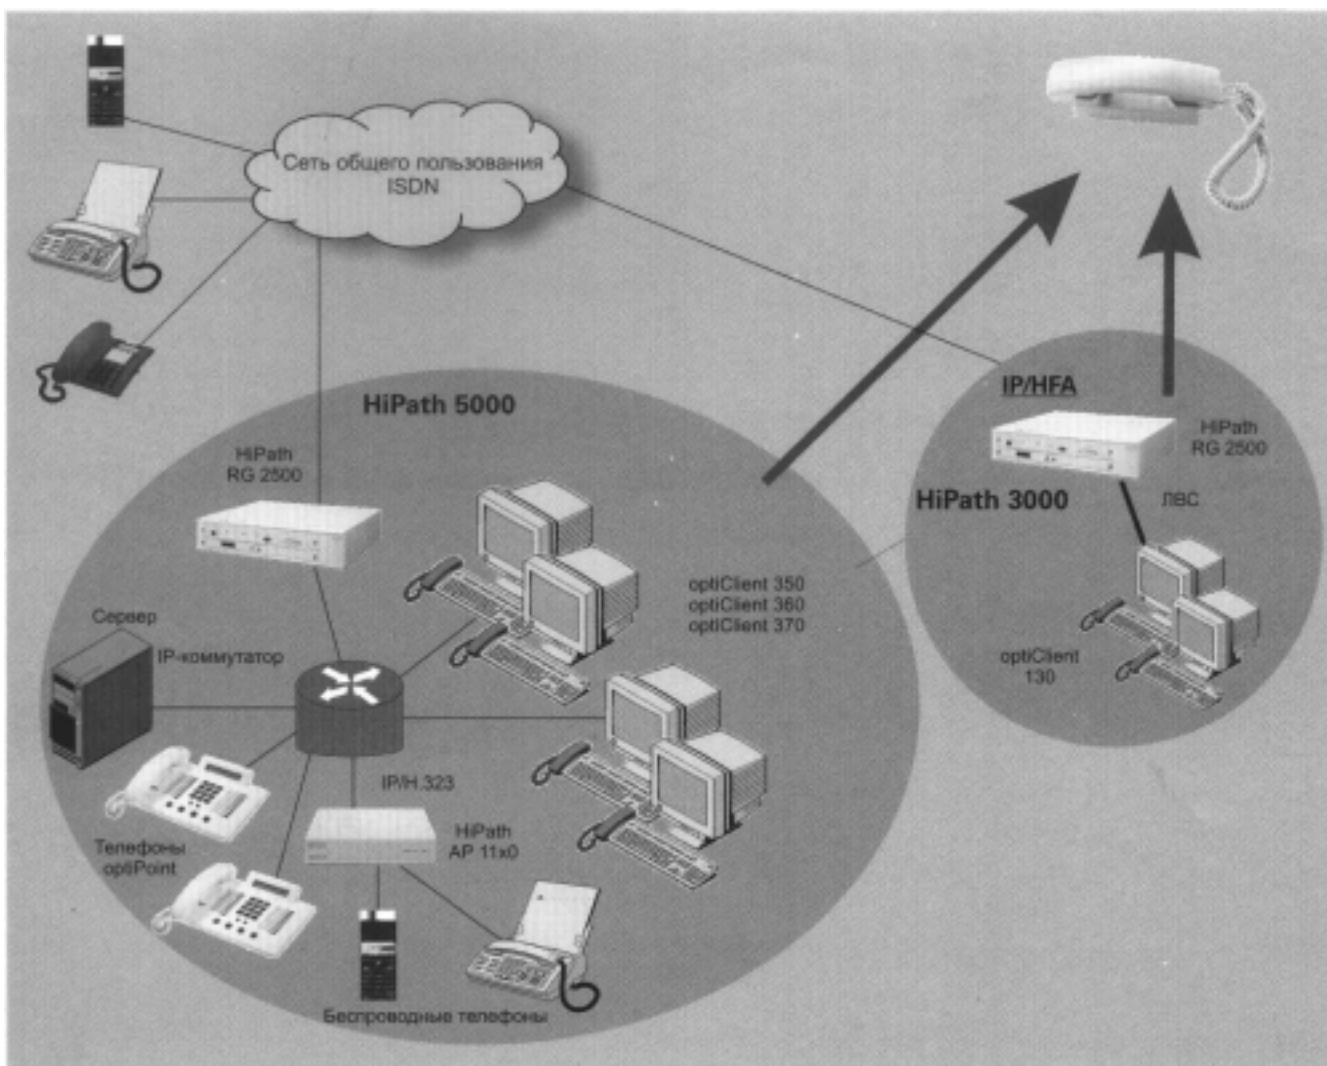 Сеть общего пользования
ISDN
HiPath 5000
HiPath
RG 2500
IP/HFA
HiPath
RG 2500
HiPath 3000
ЛВС
optiClient 350
optiClient 360
optiClient 370
Сервер
IP-коммутатор
optiClient
130
IP/H.323
HiPath
AP 11x0
Телефоны
optiPoint
Беспроводные телефоны